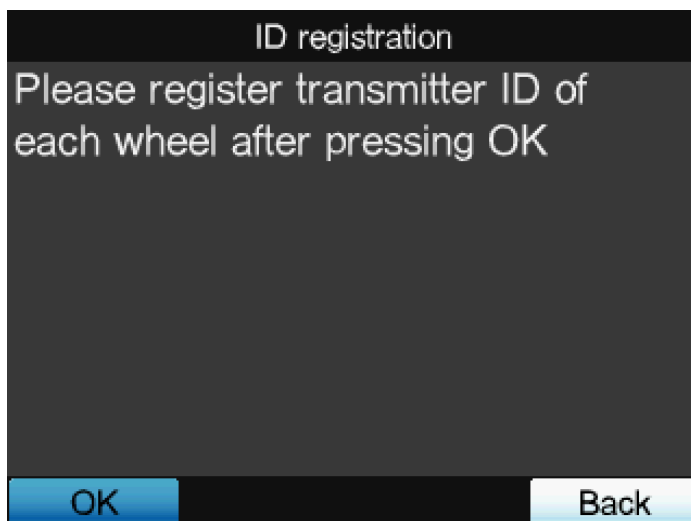 ID registration
Please register transmitter ID of
each wheel after pressing OK
OK
Back